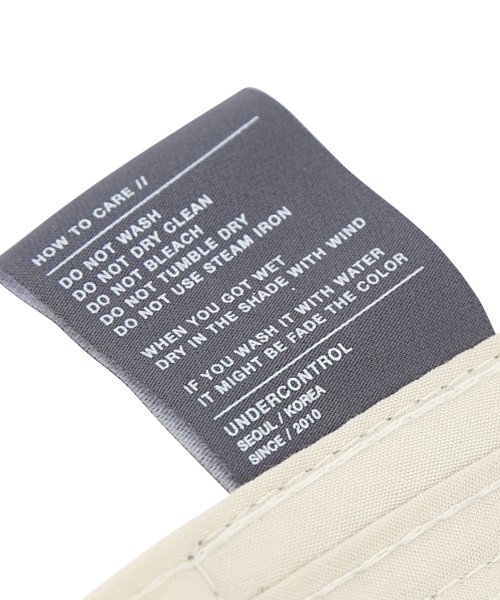 HOW TO CARE //
DO NOT WASH
DO NOT DRY CLEAN
DO NOT BLEACH
DO NOT TUMBLE DRY
DO NOT USE STEAM IRON
WHEN YOU GOT WET
DRY IN THE SHADE WITH WIND
IF YOU WASH IT WITH WATER
IT MIGHT BE FADE THE COLOR
UNDERCONTROL
SEOUL / KOREA
SINCE / 2010